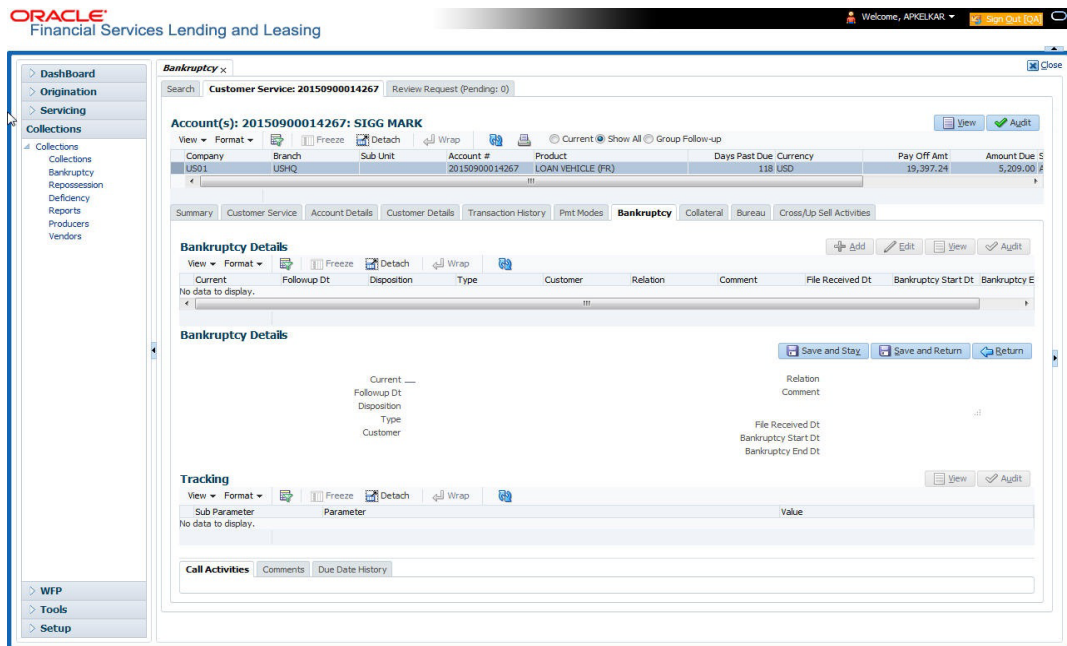 ORACLE®
Financial Services Lending and Leasing
Welcome, APKELKAR
Sign Out [QA]
Close
DashBoard
Origination
Servicing
Collections
Collections
Collections
Bankruptcy
Repossession
Deficiency
Reports
Producers
Vendors
WFP
Tools
Setup
Bankruptcy x
Search Customer Service: 20150900014267 Review Request (Pending: 0)
Account(s): 20150900014267: SIGG MARK
View Audit
View Format Freeze Detach Wrap Current Show All Group Follow-up
Company Branch Sub Unit Account # Product Days Past Due Currency Pay Off Amt Amount Due S
US01 USHQ 20150900014267 LOAN VEHICLE (FR) 118 USD 19,397.24 5,209.00 A
Summary Customer Service Account Details Customer Details Transaction History Pmt Modes Bankruptcy Collateral Bureau Cross/Up Sell Activities
Bankruptcy Details
Add Edit View Audit
View Format Freeze Detach Wrap
Current Followup Dt Disposition Type Customer Relation Comment File Received Dt Bankruptcy Start Dt Bankruptcy E
No data to display.
Bankruptcy Details
Save and Stay Save and Return Return
Current Relation
Followup Dt Comment
Disposition
Type
Customer
File Received Dt
Bankruptcy Start Dt
Bankruptcy End Dt
Tracking
View Audit
View Format Freeze Detach Wrap
Sub Parameter Parameter Value
No data to display.
Call Activities Comments Due Date History